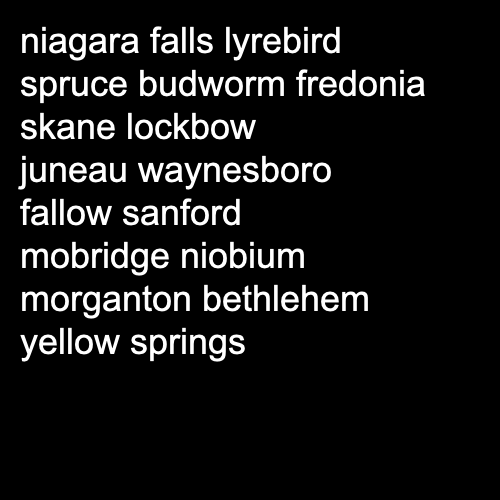 niagara falls lyrebird
spruce budworm fredonia
skane lockbow
juneau waynesboro
fallow sanford
mobridge niobium
morganton bethlehem
yellow springs